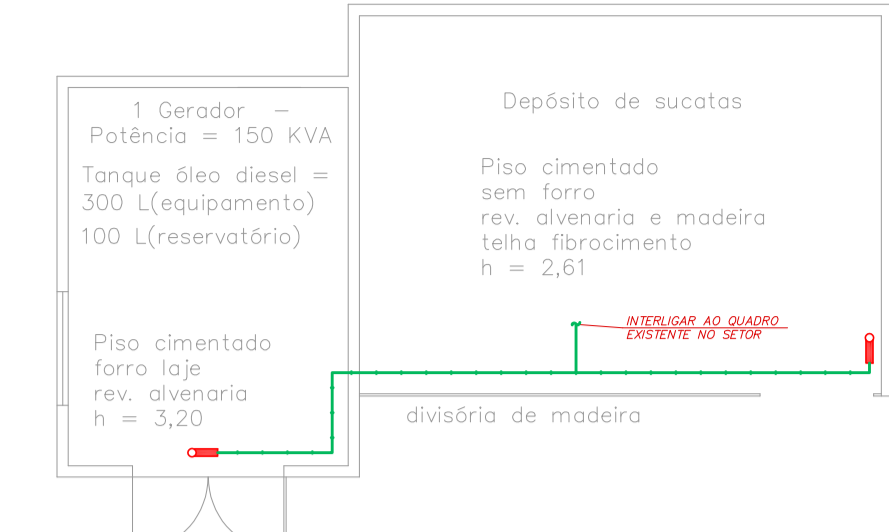 1 Gerador –
Potência = 150 KVA
Tanque óleo diesel =
300 L(equipamento)
100 L(reservatório)
Piso cimentado
forro laje
rev. alvenaria
h = 3,20
Depósito de sucatas
Piso cimentado
sem forro
rev. alvenaria e madeira
telha fibrocimento
h = 2,61
INTERLIGAR AO QUADRO
EXISTENTE NO SETOR
divisória de madeira